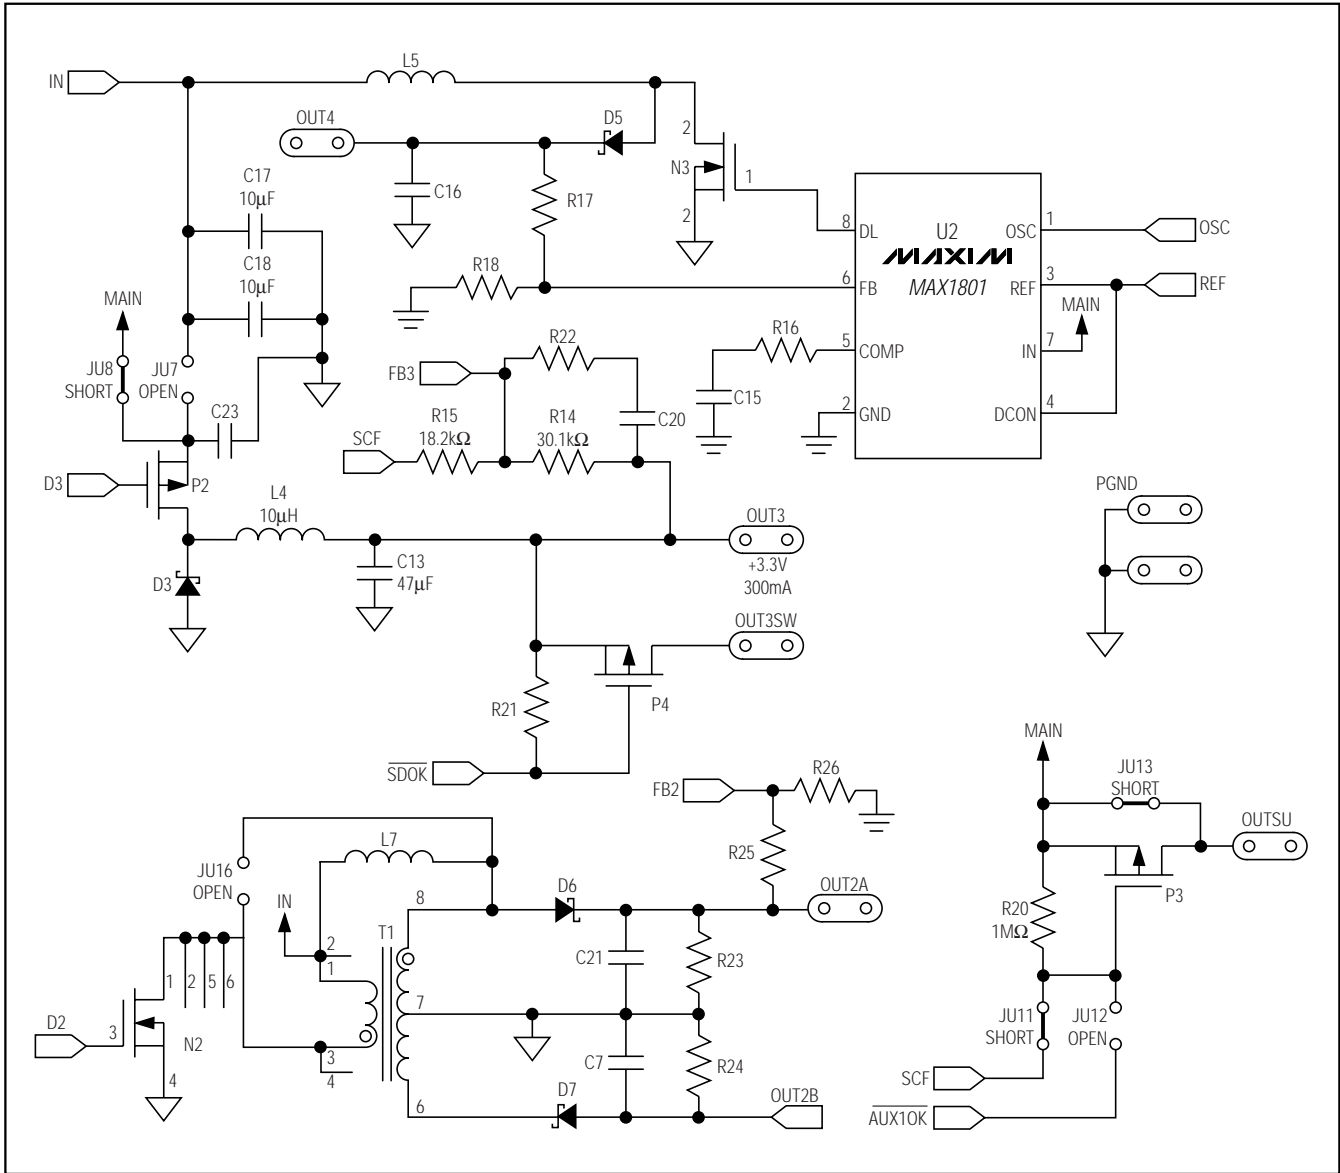 IN
L5
OUT4
D5
2
N3
1
2
C17
10μF
C16
R17
C18
10μF
R18
8 DL
U2
MAXIM
MAX1801
OSC 1
OSC
6 FB
REF 3
REF
MAIN
IN 7
5 COMP
R16
C15
2 GND
DCON 4
MAIN
JU8
SHORT
JU7
OPEN
C23
FB3
R22
C20
R15
18.2kΩ
R14
30.1kΩ
SCF
D3
P2
L4
10μH
D3
C13
47μF
OUT3
+3.3V
300mA
OUT3SW
PGND
R21
P4
SDOK
FB2
R26
R25
MAIN
JU13
SHORT
OUTSU
P3
R20
1MΩ
JU11
SHORT
JU12
OPEN
SCF
AUX1OK
JU16
OPEN
L7
IN
2
1
T1
8
D6
OUT2A
C21
R23
7
1
2
5
6
D2
3
N2
4
3
4
C7
R24
6
D7
OUT2B